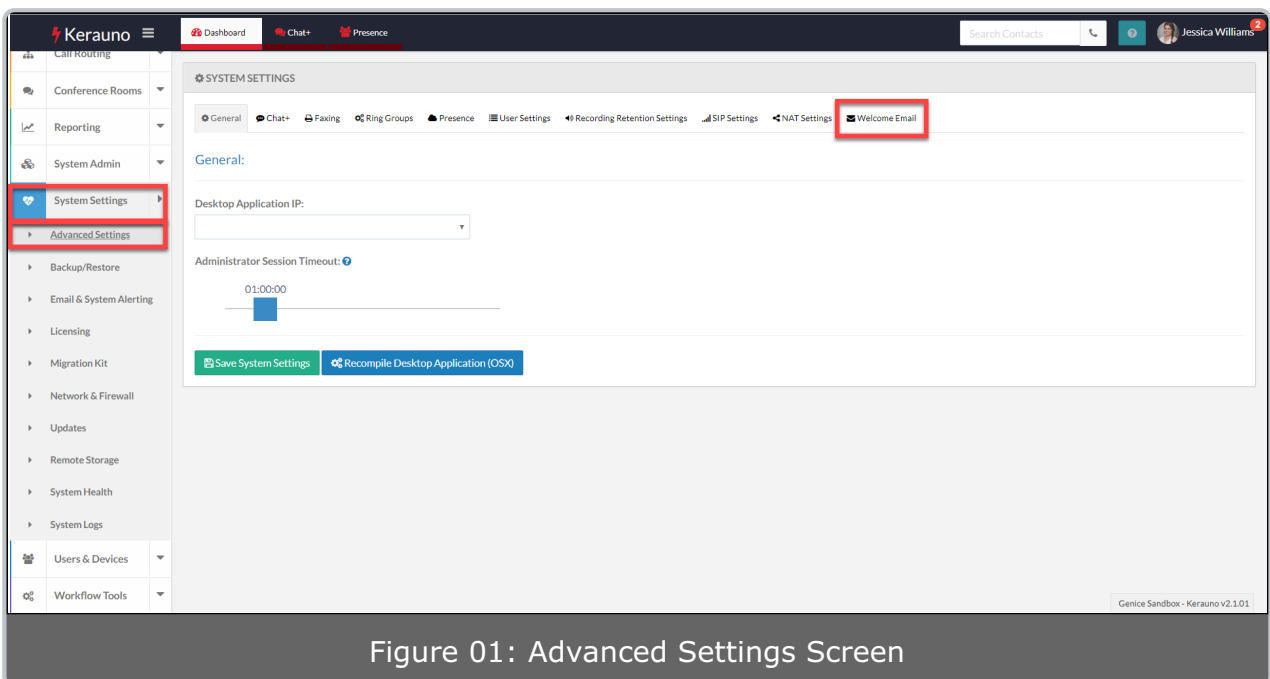 Kerauno
Dashboard
Chat+
Presence
Search Contacts
?
Jessica Williams
2
Call Routing
Conference Rooms
Reporting
System Admin
System Settings
Advanced Settings
Backup/Restore
Email & System Alerting
Licensing
Migration Kit
Network & Firewall
Updates
Remote Storage
System Health
System Logs
Users & Devices
Workflow Tools
SYSTEM SETTINGS
General
Chat+
Faxing
Ring Groups
Presence
User Settings
Recording Retention Settings
SIP Settings
NAT Settings
Welcome Email
General:
Desktop Application IP:
Administrator Session Timeout: ?
01:00:00
Save System Settings
Recompile Desktop Application (OSX)
Genice Sandbox - Kerauno v2.1.01
Figure 01: Advanced Settings Screen